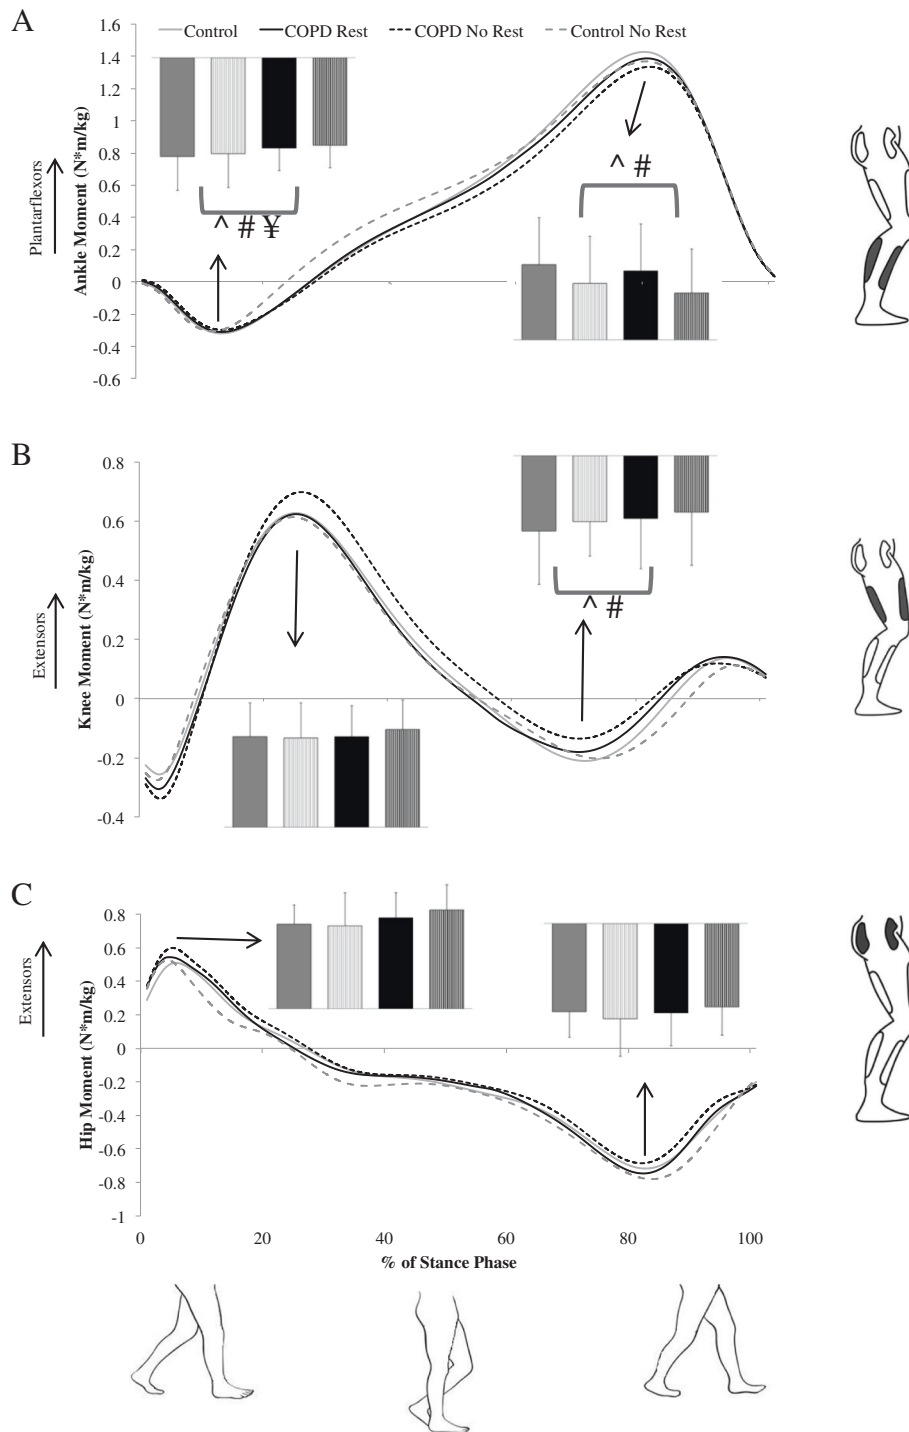 A
Control COPD Rest COPD No Rest Control No Rest
Plantarflexors
Ankle Moment (N*m/kg)
1.6
1.4
1.2
1
0.8
0.6
0.4
0.2
0
-0.2
-0.4
-0.6
^ # ¥
^ #
B
Extensors
Knee Moment (N*m/kg)
0.8
0.6
0.4
0.2
0
-0.2
-0.4
^ #
C
Extensors
Hip Moment (N*m/kg)
0.8
0.6
0.4
0.2
0
-0.2
-0.4
-0.6
-0.8
-1
0 20 40 60 80 100
% of Stance Phase